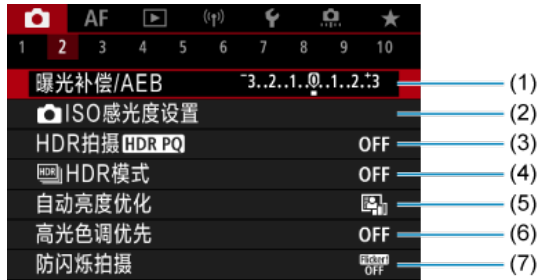 AF
1 2 3 4 5 6 7 8 9 10
曝光补偿/AEB -3..2..1..0..1..2.+3 (1)
ISO感光度设置 (2)
HDR拍摄 HDR PQ OFF (3)
HDR HDR模式 OFF (4)
自动亮度优化 (5)
高光色调优先 OFF (6)
防闪烁拍摄 Flicker! OFF (7)